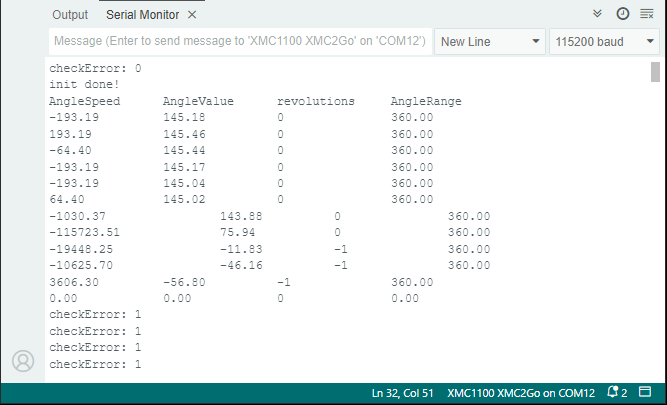 Output Serial Monitor
Message (Enter to send message to 'XMC1100 XMC2Go' on 'COM12') New Line 115200 baud
checkError: 0
init done!
AngleSpeed AngleValue revolutions AngleRange
-193.19 145.18 0 360.00
193.19 145.46 0 360.00
-64.40 145.44 0 360.00
-193.19 145.17 0 360.00
-193.19 145.04 0 360.00
64.40 145.02 0 360.00
-1030.37 143.88 0 360.00
-115723.51 75.94 0 360.00
-19448.25 -11.83 -1 360.00
-10625.70 -46.16 -1 360.00
3606.30 -56.80 -1 360.00
0.00 0.00 0 0.00
checkError: 1
checkError: 1
checkError: 1
checkError: 1
Ln 32, Col 51 XMC1100 XMC2Go on COM12 2